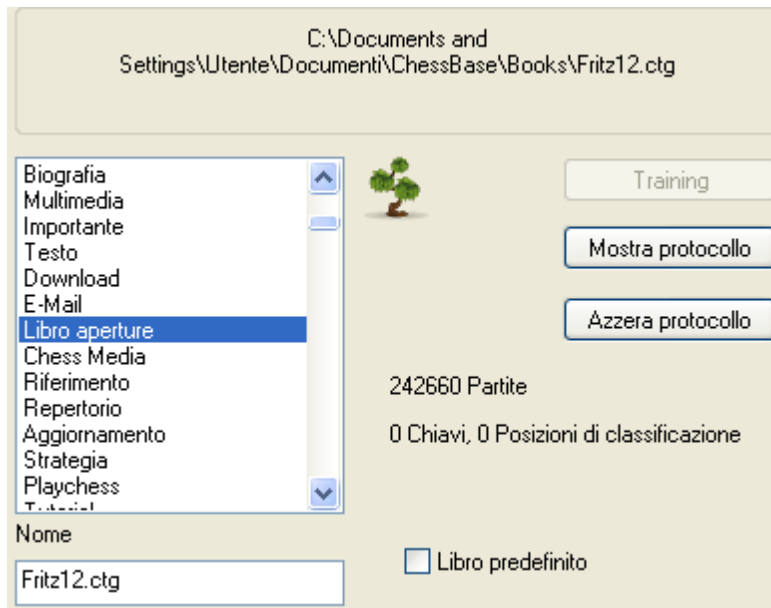 C:\Documents and
Settings\Utente\Documenti\ChessBase\Books\Fritz12.ctg
Biografia
Multimedia
Importante
Testo
Download
E-Mail
Libro aperture
Chess Media
Riferimento
Repertorio
Aggiornamento
Strategia
Playchess
Tutorial
Training
Mostra protocollo
Azzera protocollo
242660 Partite
0 Chiavi, 0 Posizioni di classificazione
Nome
Fritz12.ctg
Libro predefinito